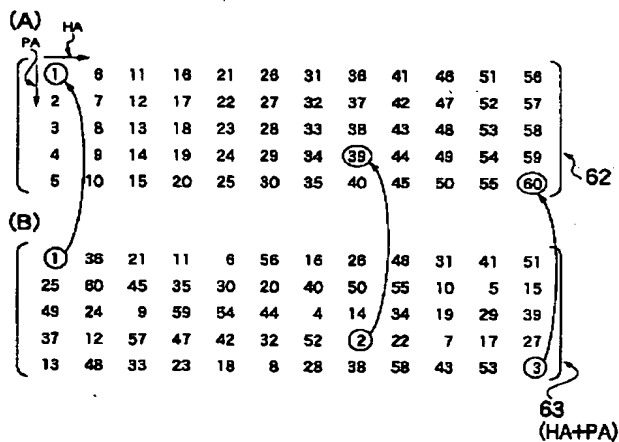 (A)
HA
PA
1 6 11 16 21 26 31 36 41 46 51 56
2 7 12 17 22 27 32 37 42 47 52 57
3 8 13 18 23 28 33 38 43 48 53 58
4 9 14 19 24 29 34 39 44 49 54 59
5 10 15 20 25 30 35 40 45 50 55 60
62
(B)
1 36 21 11 6 56 16 26 46 31 41 51
25 60 45 35 30 20 40 50 55 10 5 15
49 24 9 59 54 44 4 14 34 19 29 39
37 12 57 47 42 32 52 2 22 7 17 27
13 48 33 23 18 8 28 38 58 43 53 3
63
(HA+PA)